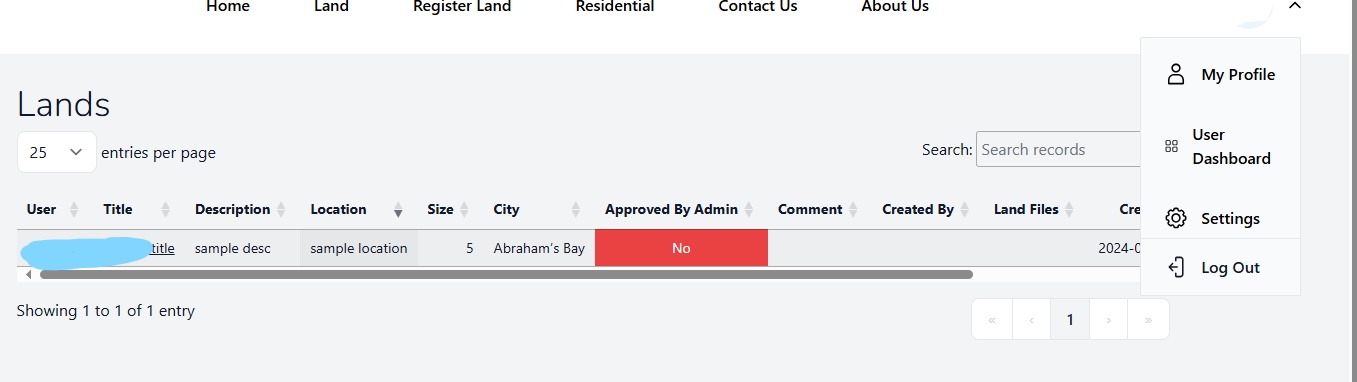 Home Land Register Land Residential Contact Us About Us
My Profile
User
Dashboard
Settings
Log Out
Lands
25 entries per page
Search: Search records
User Title Description Location Size City Approved By Admin Comment Created By Land Files Cre
title sample desc sample location 5 Abraham's Bay No 2024-0
Showing 1 to 1 of 1 entry
« ‹ 1 › »